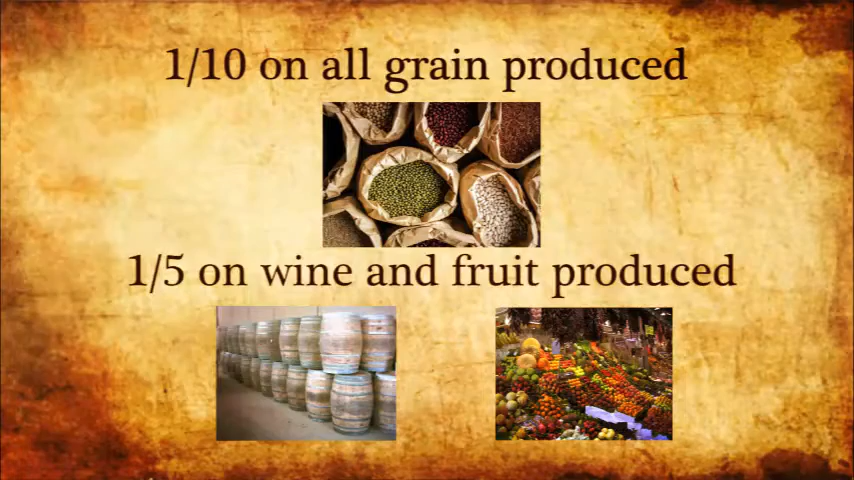 1/10 on all grain produced
1/5 on wine and fruit produced